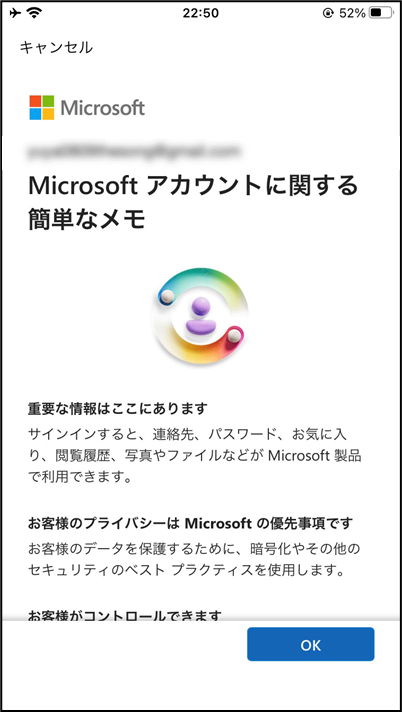 22:50
52%
キャンセル
Microsoft
Microsoft アカウントに関する
簡単なメモ
重要な情報はここにあります
サインインすると、連絡先、パスワード、お気に入
り、閲覧履歴、写真やファイルなどが Microsoft 製品
で利用できます。
お客様のプライバシーは Microsoft の優先事項です
お客様のデータを保護するために、暗号化やその他の
セキュリティのベスト プラクティスを使用します。
お客様がコントロールできます
OK